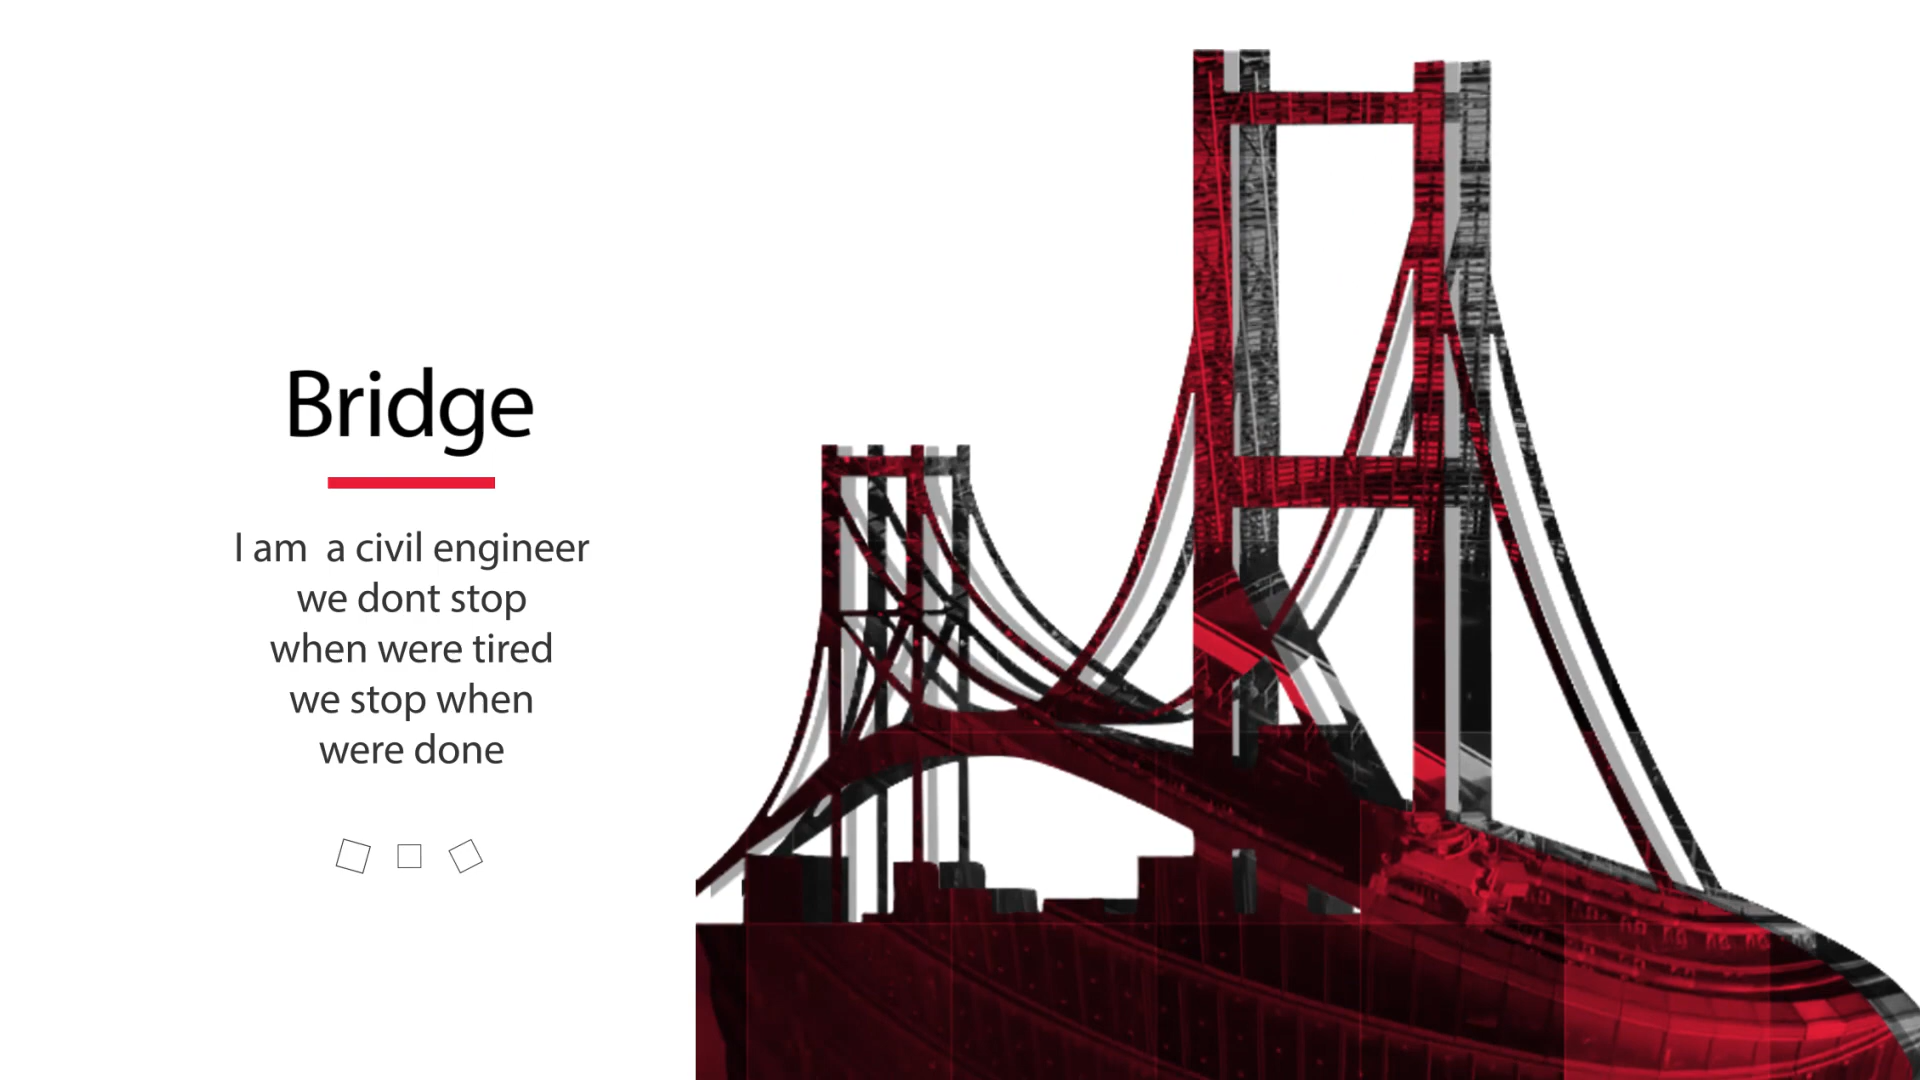 Bridge
I am  a civil engineer
we dont stop
when were tired
we stop when
were done